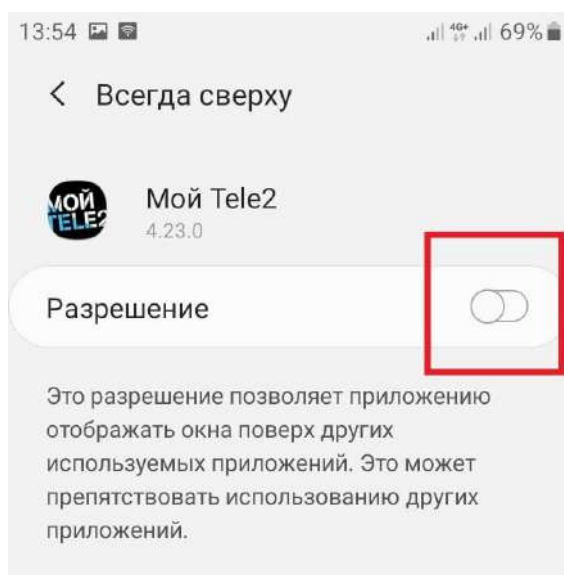 13:54 4G+ 69%
Всегда сверху
МОЙ
TELE2
Мой Tele2
4.23.0
Разрешение
Это разрешение позволяет приложению
отображать окна поверх других
используемых приложений. Это может
препятствовать использованию других
приложений.